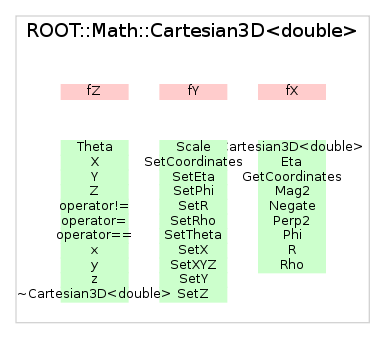 ROOT::Math::Cartesian3D<double>
fZ fY fX
Theta Scale Cartesian3D<double>
X SetCoordinates Eta
Y SetEta GetCoordinates
Z SetPhi Mag2
operator!= SetR Negate
operator= SetRho Perp2
operator== SetTheta Phi
x SetX R
y SetXYZ Rho
z SetY
~Cartesian3D<double> SetZ